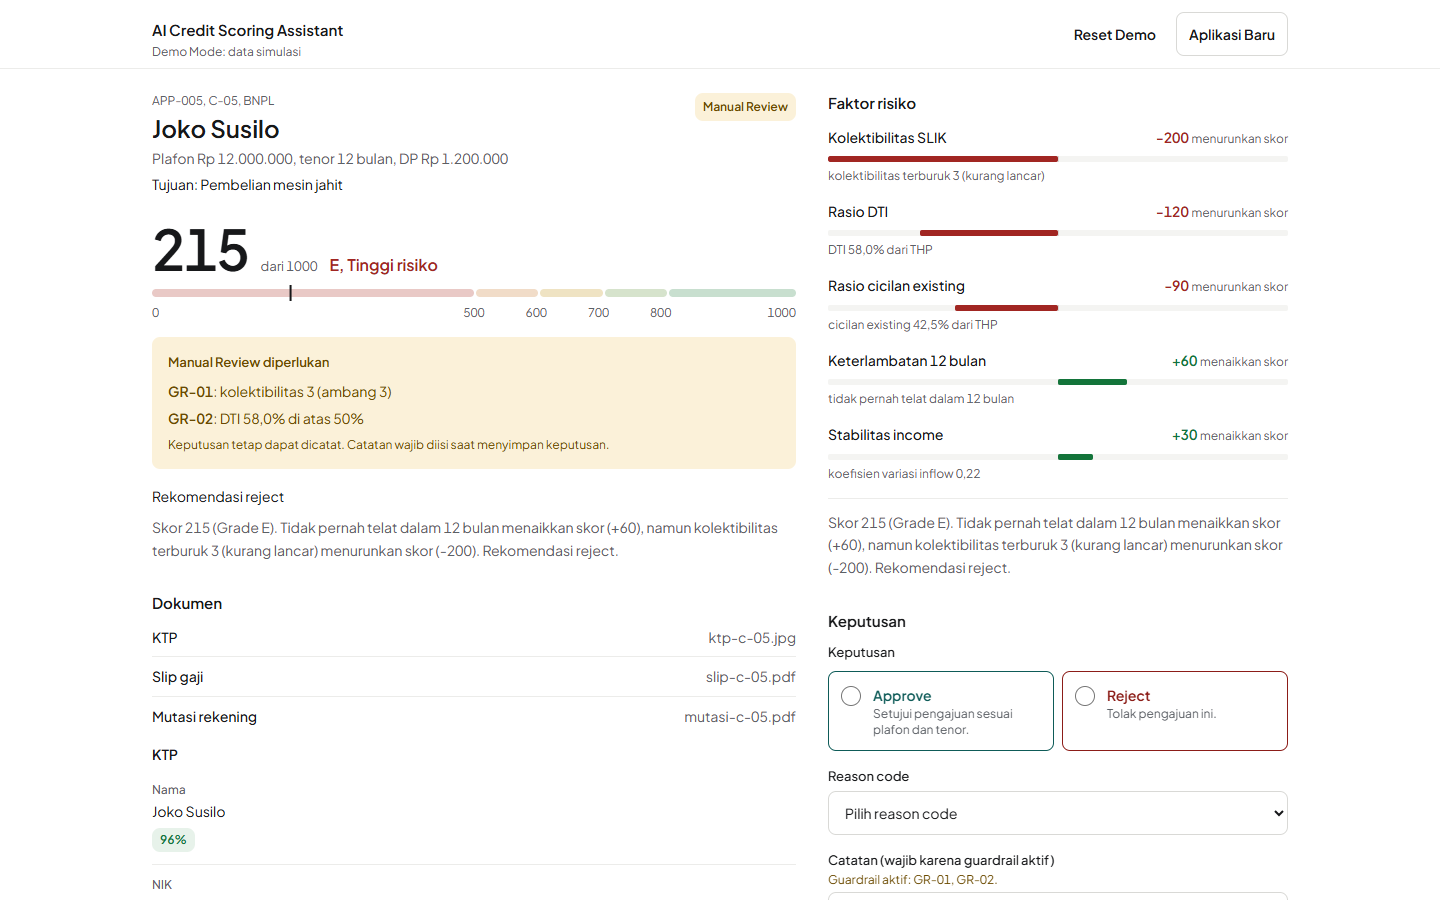 AI Credit Scoring Assistant
Demo Mode: data simulasi
Reset Demo
Aplikasi Baru
APP-005, C-05, BNPL
Manual Review
Joko Susilo
Plafon Rp 12.000.000, tenor 12 bulan, DP Rp 1.200.000
Tujuan: Pembelian mesin jahit
215 dari 1000 E, Tinggi risiko
0 500 600 700 800 1000
Manual Review diperlukan
GR-01: kolektibilitas 3 (ambang 3)
GR-02: DTI 58,0% di atas 50%
Keputusan tetap dapat dicatat. Catatan wajib diisi saat menyimpan keputusan.
Rekomendasi reject
Skor 215 (Grade E). Tidak pernah telat dalam 12 bulan menaikkan skor (+60), namun kolektibilitas
terburuk 3 (kurang lancar) menurunkan skor (-200). Rekomendasi reject.
Dokumen
KTP ktp-c-05.jpg
Slip gaji slip-c-05.pdf
Mutasi rekening mutasi-c-05.pdf
KTP
Nama
Joko Susilo
96%
NIK
Faktor risiko
Kolektibilitas SLIK -200 menurunkan skor
kolektibilitas terburuk 3 (kurang lancar)
Rasio DTI -120 menurunkan skor
DTI 58,0% dari THP
Rasio cicilan existing -90 menurunkan skor
cicilan existing 42,5% dari THP
Keterlambatan 12 bulan +60 menaikkan skor
tidak pernah telat dalam 12 bulan
Stabilitas income +30 menaikkan skor
koefisien variasi inflow 0,22
Skor 215 (Grade E). Tidak pernah telat dalam 12 bulan menaikkan skor
(+60), namun kolektibilitas terburuk 3 (kurang lancar) menurunkan skor
(-200). Rekomendasi reject.
Keputusan
Keputusan
Approve
Setujui pengajuan sesuai
plafon dan tenor.
Reject
Tolak pengajuan ini.
Reason code
Pilih reason code
Catatan (wajib karena guardrail aktif)
Guardrail aktif: GR-01, GR-02.